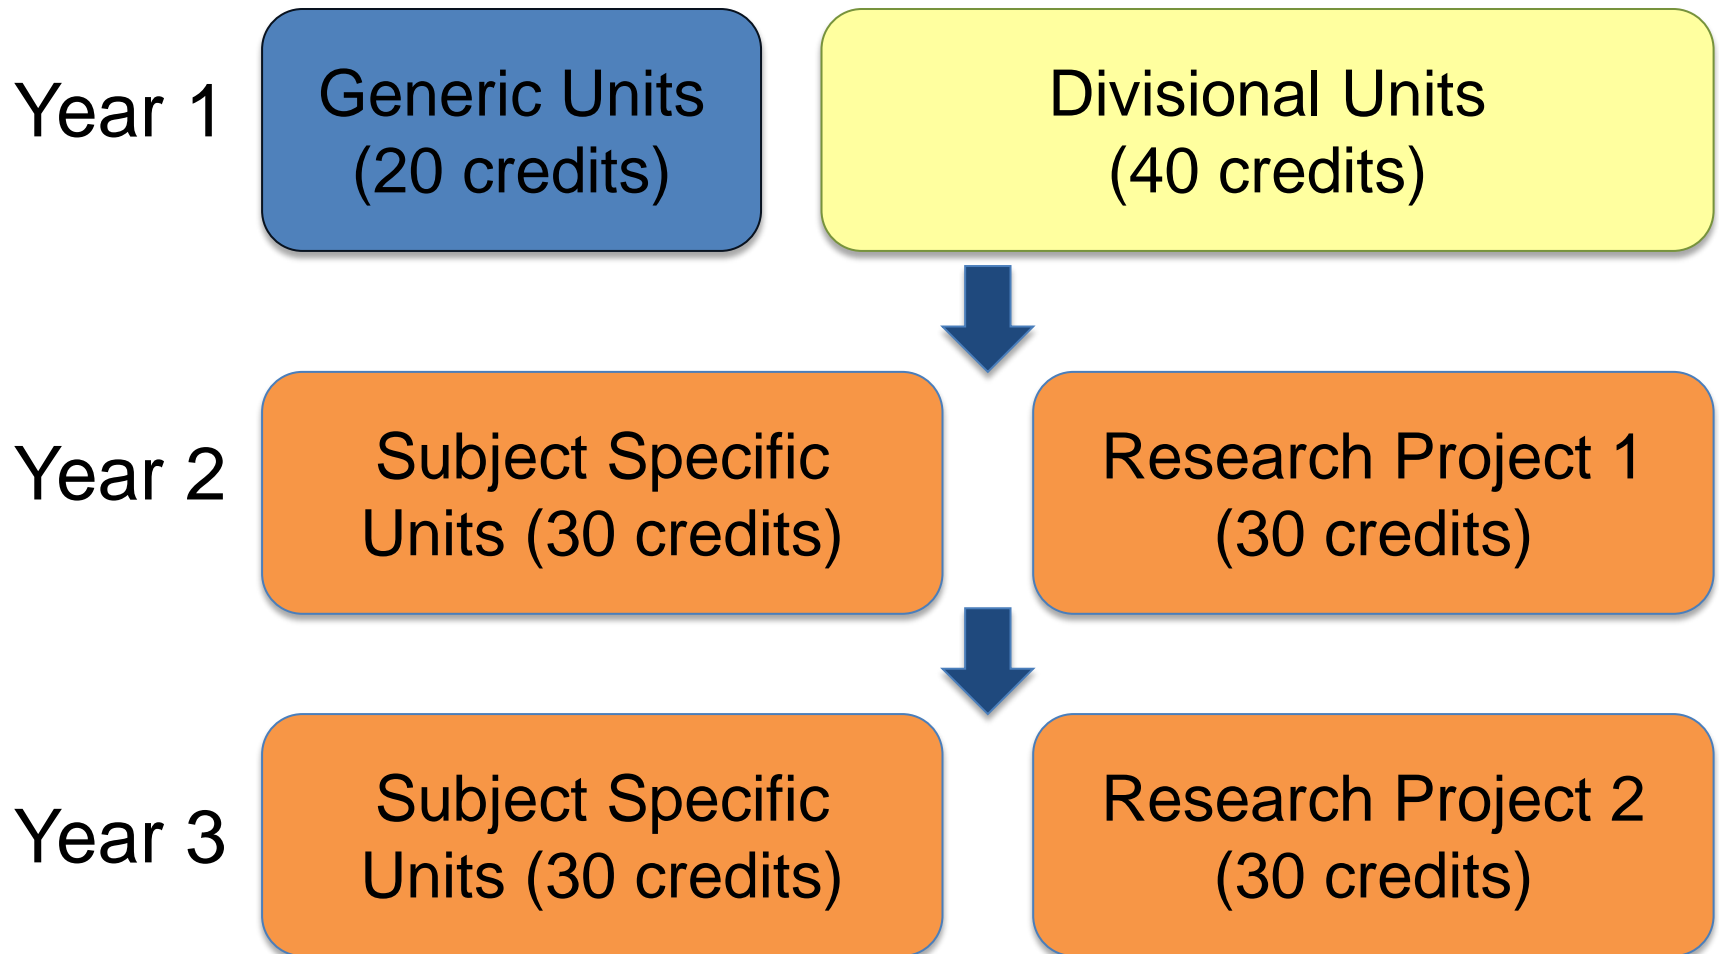 Year 1
Generic Units
(20 credits)
Divisional Units
(40 credits)
Year 2
Subject Specific
Units (30 credits)
Research Project 1
(30 credits)
Year 3
Subject Specific
Units (30 credits)
Research Project 2
(30 credits)